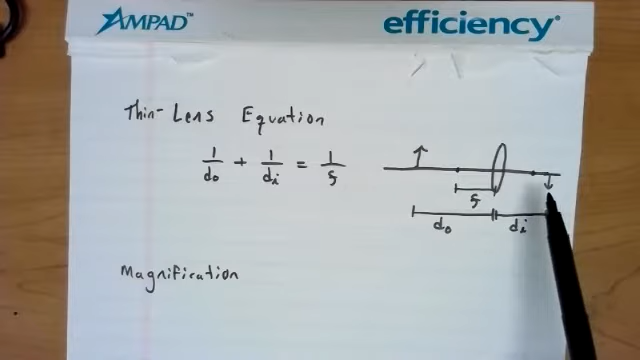 AMPAD™
efficiency®
Thin-Lens Equation
1/do + 1/di = 1/f
f
do di
Magnification